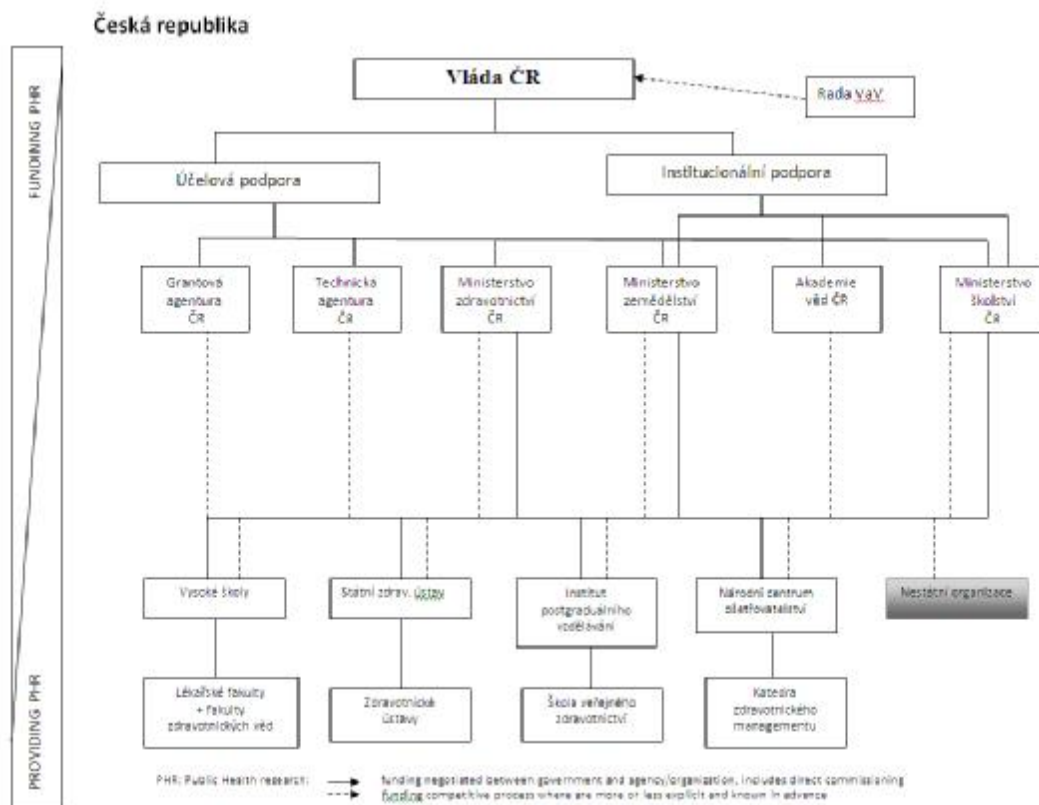 Česká republika
FUNDINNG PHR
Vláda ČR
Rada VaV
Účelová podpora
Institucionální podpora
Grantová
agentura
ČR
Technická
agentura
ČR
Ministerstvo
zdravotnictví
ČR
Ministerstvo
zemědělství
ČR
Akademie
věd ČR
Ministerstvo
školství
ČR
Vysoké školy
Státní zdrav. ústav
Institut
postgraduálního
vzdělávání
Národní centrum
ošetřovatelství
Nestátní organizace
Lékařské fakulty
+ fakulty
zdravotnických věd
Zdravotnické
ústavy
Škola veřejného
zdravotnictví
Katedra
zdravotnického
managementu
PROVIDING PHR
PHR: Public Health research:
funding negotiated between government and agency/organization, includes direct commissioning
funding competitive process where are more or less explicit and known in advance